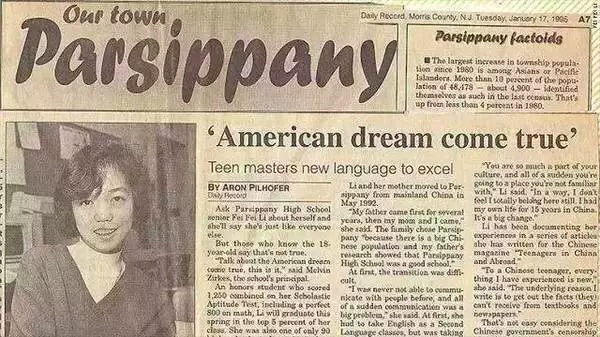 Our town
Parsippany
Daily Record, Morris County, N.J. Tuesday, January 17, 1995 A7
Parsippany factoids
■ The largest increase in township popula-
tion since 1980 is among Asians or Pacific
Islanders. More than 10 percent of the popu-
lation of 48,478 — about 4,900 — identified
themselves as such in the last census. That's
up from less than 4 percent in 1980.
'American dream come true'
Teen masters new language to excel
BY ARON PILHOFER
Daily Record
Ask Parsippany High School
senior Fei Fei Li about herself and
she'll say she's just like everyone
else.
But those who know the 18-
year-old say that's not true.
"Talk about the American dream
come true, this is it," said Melvin
Zirkes, the school's principal.
An honors student who scored
1,250 combined on her Scholastic
Aptitude Test, including a perfect
800 on math, Li will graduate this
spring in the top 5 percent of her
class. She was also one of only 90
Li and her mother moved to Par-
sippany from mainland China in
May 1992.
"My father came first for several
years, then my mom and I came,"
she said. The family chose Parsip-
pany "because there is a big Chi-
nese population and my father's
research showed that Parsippany
High School was a good school."
At first, the transition was diffi-
cult.
"I was never not able to commu-
nicate with people before, and all
of a sudden communication was a
big problem," she said. At first, she
had to take English as a Second
Language classes, but was taking
"You are so much a part of your
culture, and all of a sudden you're
going to a place you're not familiar
with," Li said. "In a way, I don't
feel I totally belong here still. I had
my own life for 15 years in China.
It's a big change."
Li has been documenting her
experiences in a series of articles
she has written for the Chinese
magazine "Teenagers in China
and Abroad."
"To a Chinese teenager, every-
thing I have experienced is new,"
she said. "The underlying reason I
write is to get out the facts (they)
can't receive from textbooks and
newspapers."
That's not easy considering the
Chinese government's censorship